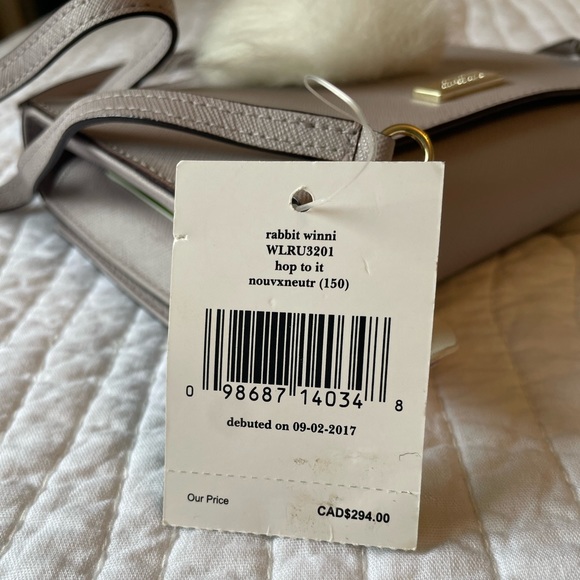 rabbit winni
WLRU3201
hop to it
nouvxneutr (150)
0 98687 14034 8
debuted on 09-02-2017
Our Price CAD$294.00